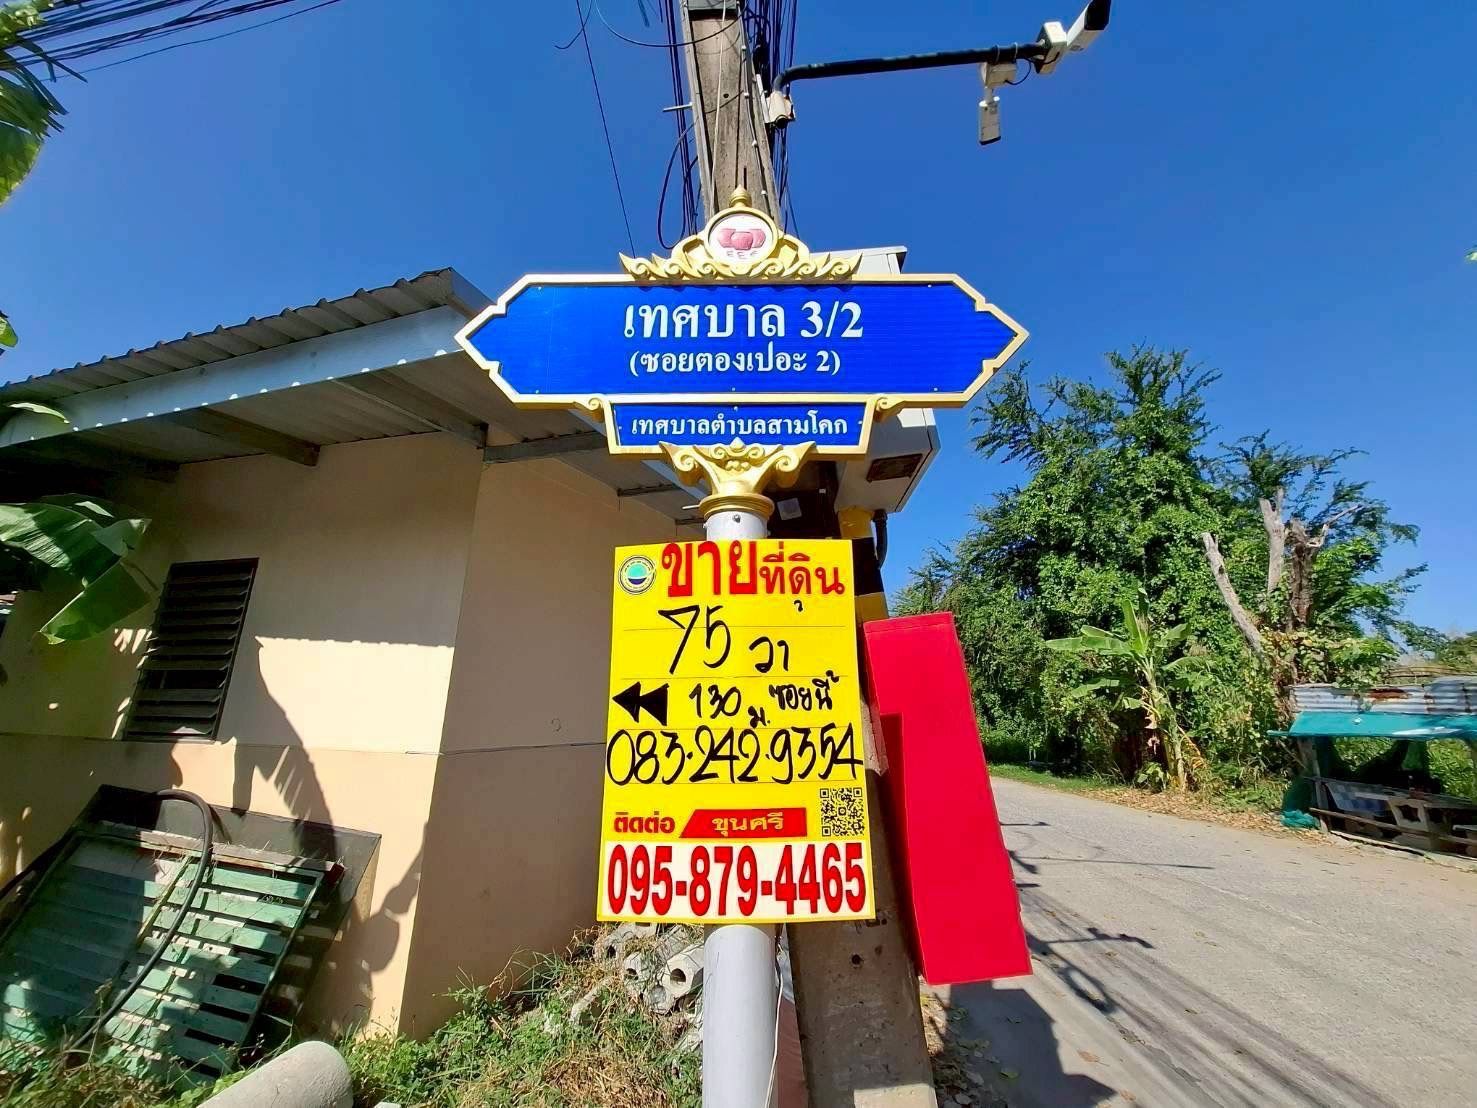 เทศบาล 3/2
(ซอยตองเปอะ 2)
เทศบาลตำบลสามโคก
ขายที่ดิน
75 วา
130 ม. ซอยนี้
083.242.9354
ติดต่อ ขุนศรี
095-879-4465